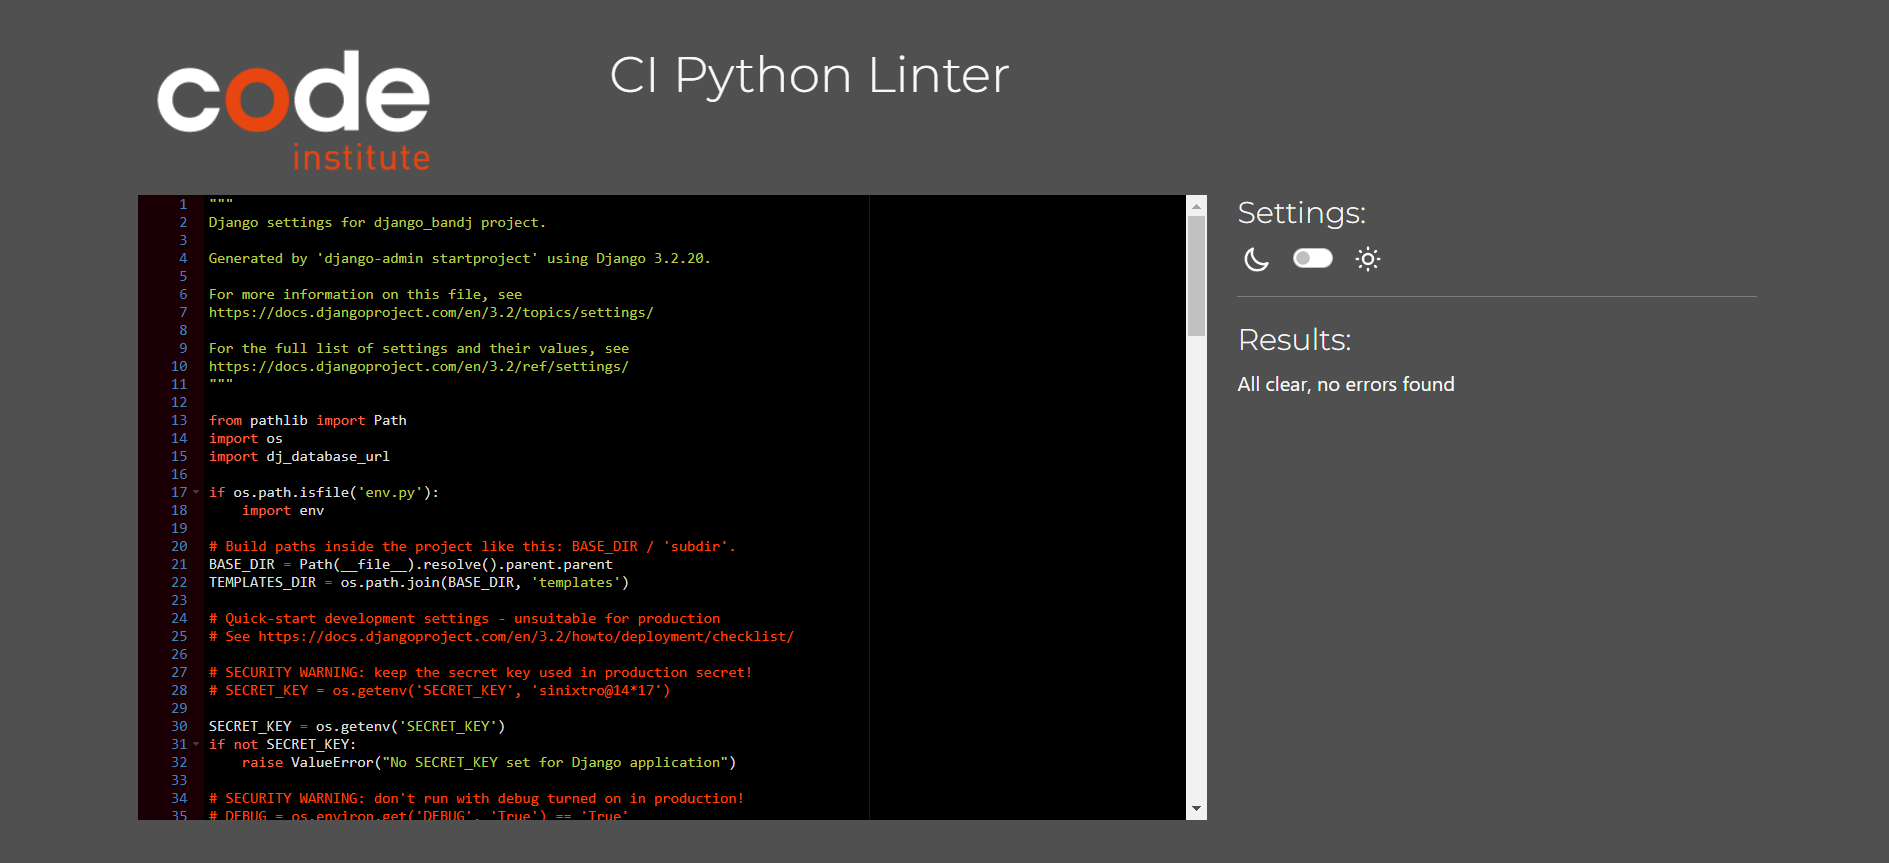 code
institute
CI Python Linter
1 """
2 Django settings for django_bandj project.
3
4 Generated by 'django-admin startproject' using Django 3.2.20.
5
6 For more information on this file, see
7 https://docs.djangoproject.com/en/3.2/topics/settings/
8
9 For the full list of settings and their values, see
10 https://docs.djangoproject.com/en/3.2/ref/settings/
11 """
12
13 from pathlib import Path
14 import os
15 import dj_database_url
16
17 if os.path.isfile('env.py'):
18     import env
19
20 # Build paths inside the project like this: BASE_DIR / 'subdir'.
21 BASE_DIR = Path(__file__).resolve().parent.parent
22 TEMPLATES_DIR = os.path.join(BASE_DIR, 'templates')
23
24 # Quick-start development settings - unsuitable for production
25 # See https://docs.djangoproject.com/en/3.2/howto/deployment/checklist/
26
27 # SECURITY WARNING: keep the secret key used in production secret!
28 # SECRET_KEY = os.getenv('SECRET_KEY', 'sinixtro@14*17')
29
30 SECRET_KEY = os.getenv('SECRET_KEY')
31 if not SECRET_KEY:
32     raise ValueError("No SECRET_KEY set for Django application")
33
34 # SECURITY WARNING: don't run with debug turned on in production!
35 # DEBUG = os.environ.get('DEBUG', 'True') == 'True'
Settings:
Results:
All clear, no errors found